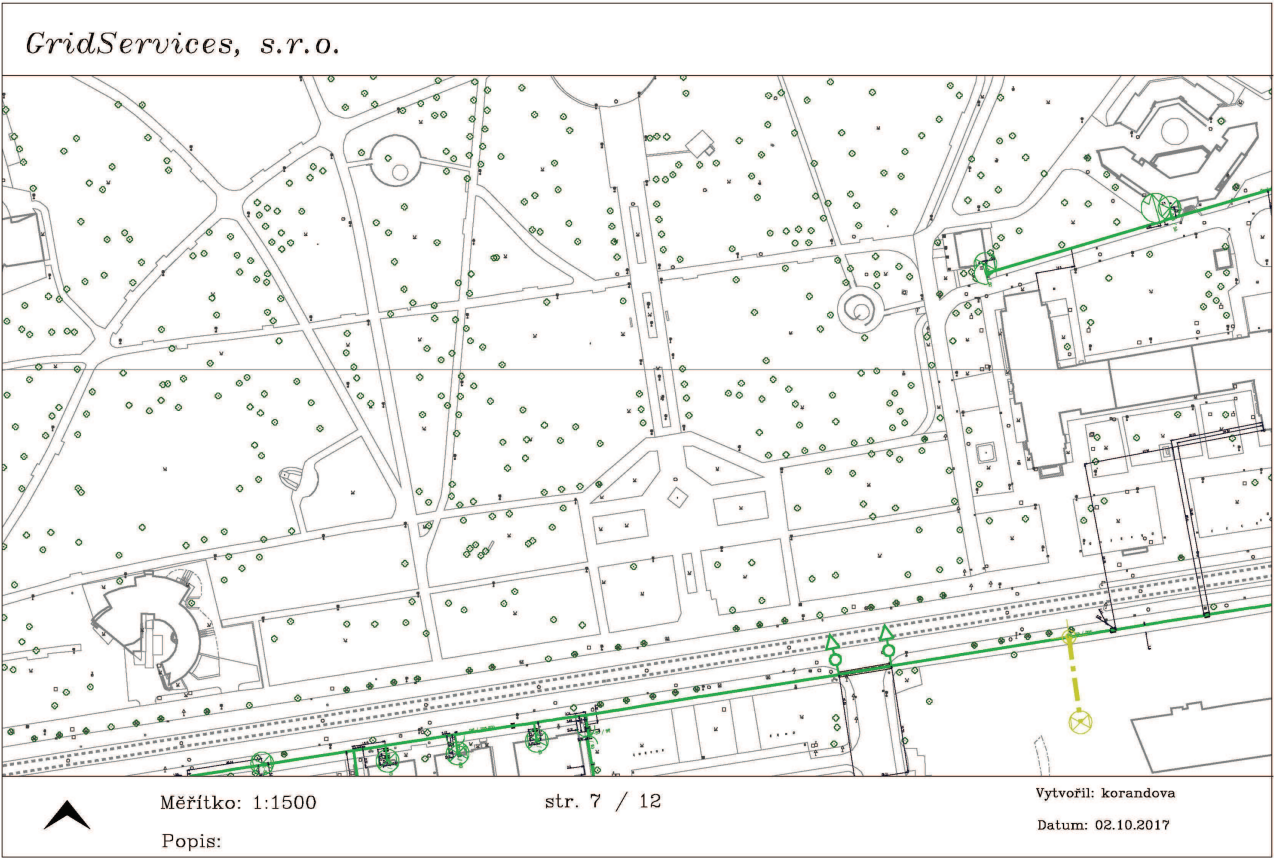 GridServices, s.r.o.
Měřítko: 1:1500
str. 7 / 12
Vytvořil: korandova
Popis:
Datum: 02.10.2017